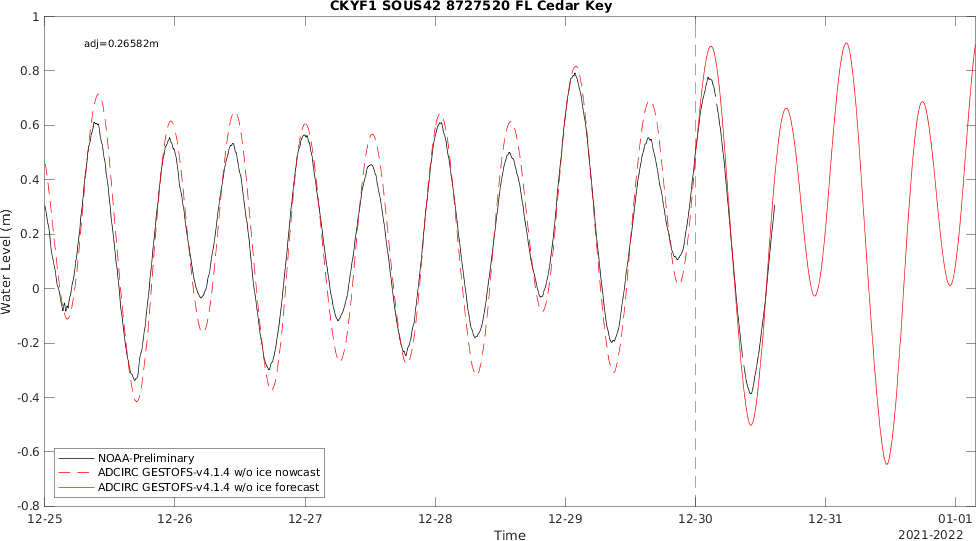 CKYF1 SOUS42 8727520 FL Cedar Key
adj=0.26582m
1
0.8
0.6
0.4
0.2
0
-0.2
-0.4
-0.6
-0.8
Water Level (m)
NOAA-Preliminary
ADCIRC GESTOFS-v4.1.4 w/o ice nowcast
ADCIRC GESTOFS-v4.1.4 w/o ice forecast
12-25 12-26 12-27 12-28 12-29 12-30 12-31 01-01
Time
2021-2022